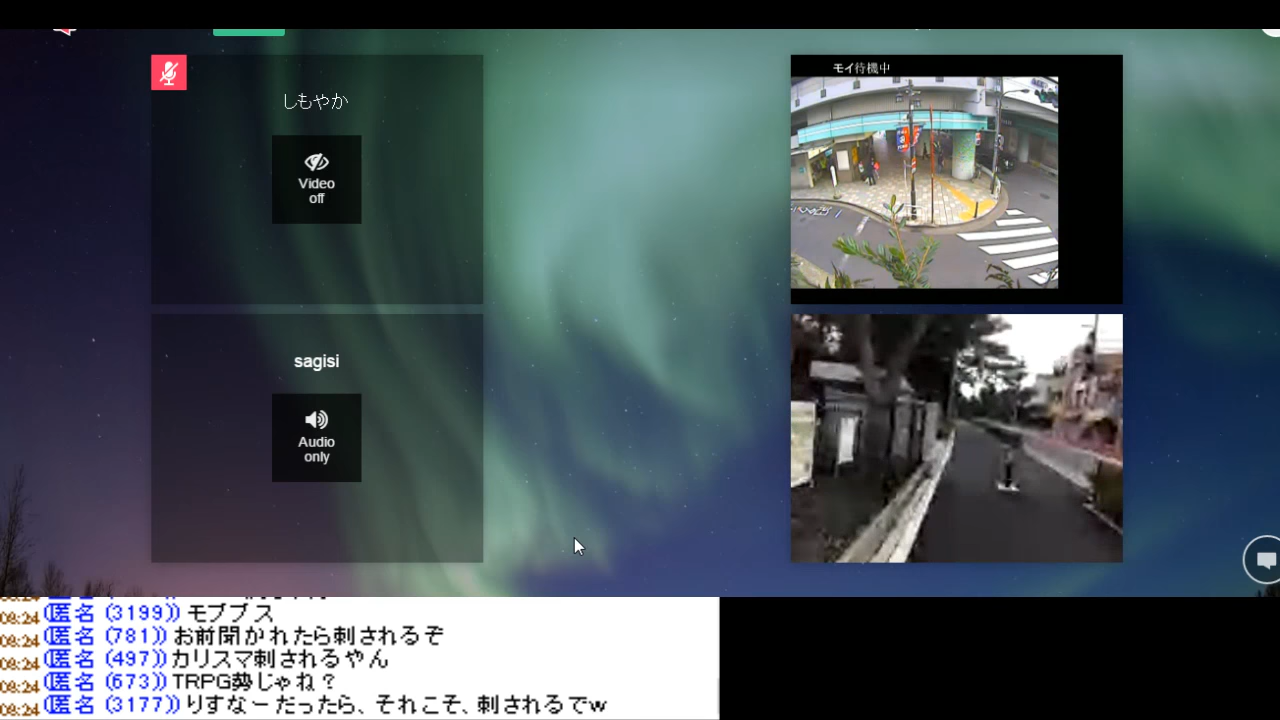 しもやか
Video
off
モイ待機中
sagisi
Audio
only
08:24 (匿名 (3199)) モブブス
08:24 (匿名 (781)) お前聞かれたら刺されるぞ
08:24 (匿名 (497)) カリスマ刺されるやん
08:24 (匿名 (673)) TRPG勢じゃね？
08:24 (匿名 (3177)) りすなーだったら、それこそ、刺されるでw